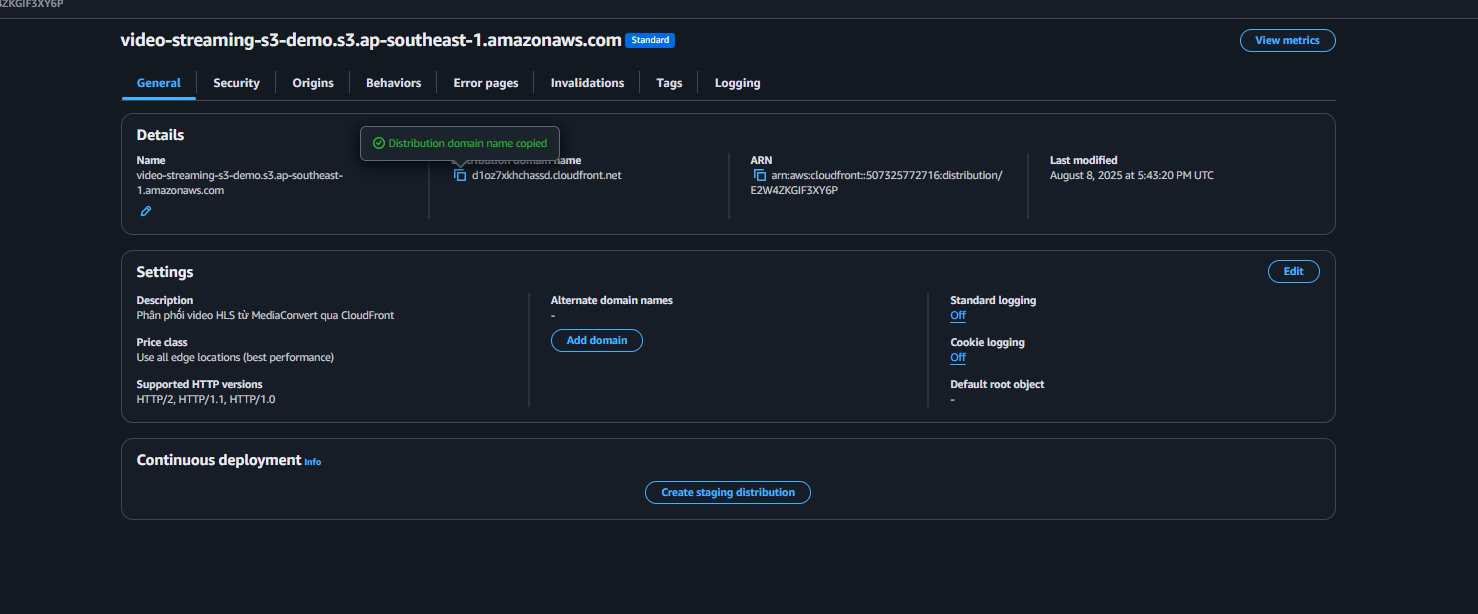 4ZKGIF3XY6P
video-streaming-s3-demo.s3.ap-southeast-1.amazonaws.com Standard
View metrics
General Security Origins Behaviors Error pages Invalidations Tags Logging
Details
Distribution domain name copied
Name
video-streaming-s3-demo.s3.ap-southeast-
1.amazonaws.com
name
d1oz7xkhchassd.cloudfront.net
ARN
arn:aws:cloudfront::507325772716:distribution/
E2W4ZKGIF3XY6P
Last modified
August 8, 2025 at 5:43:20 PM UTC
Settings
Edit
Description
Phân phối video HLS từ MediaConvert qua CloudFront
Price class
Use all edge locations (best performance)
Supported HTTP versions
HTTP/2, HTTP/1.1, HTTP/1.0
Alternate domain names
-
Add domain
Standard logging
Off
Cookie logging
Off
Default root object
-
Continuous deployment Info
Create staging distribution